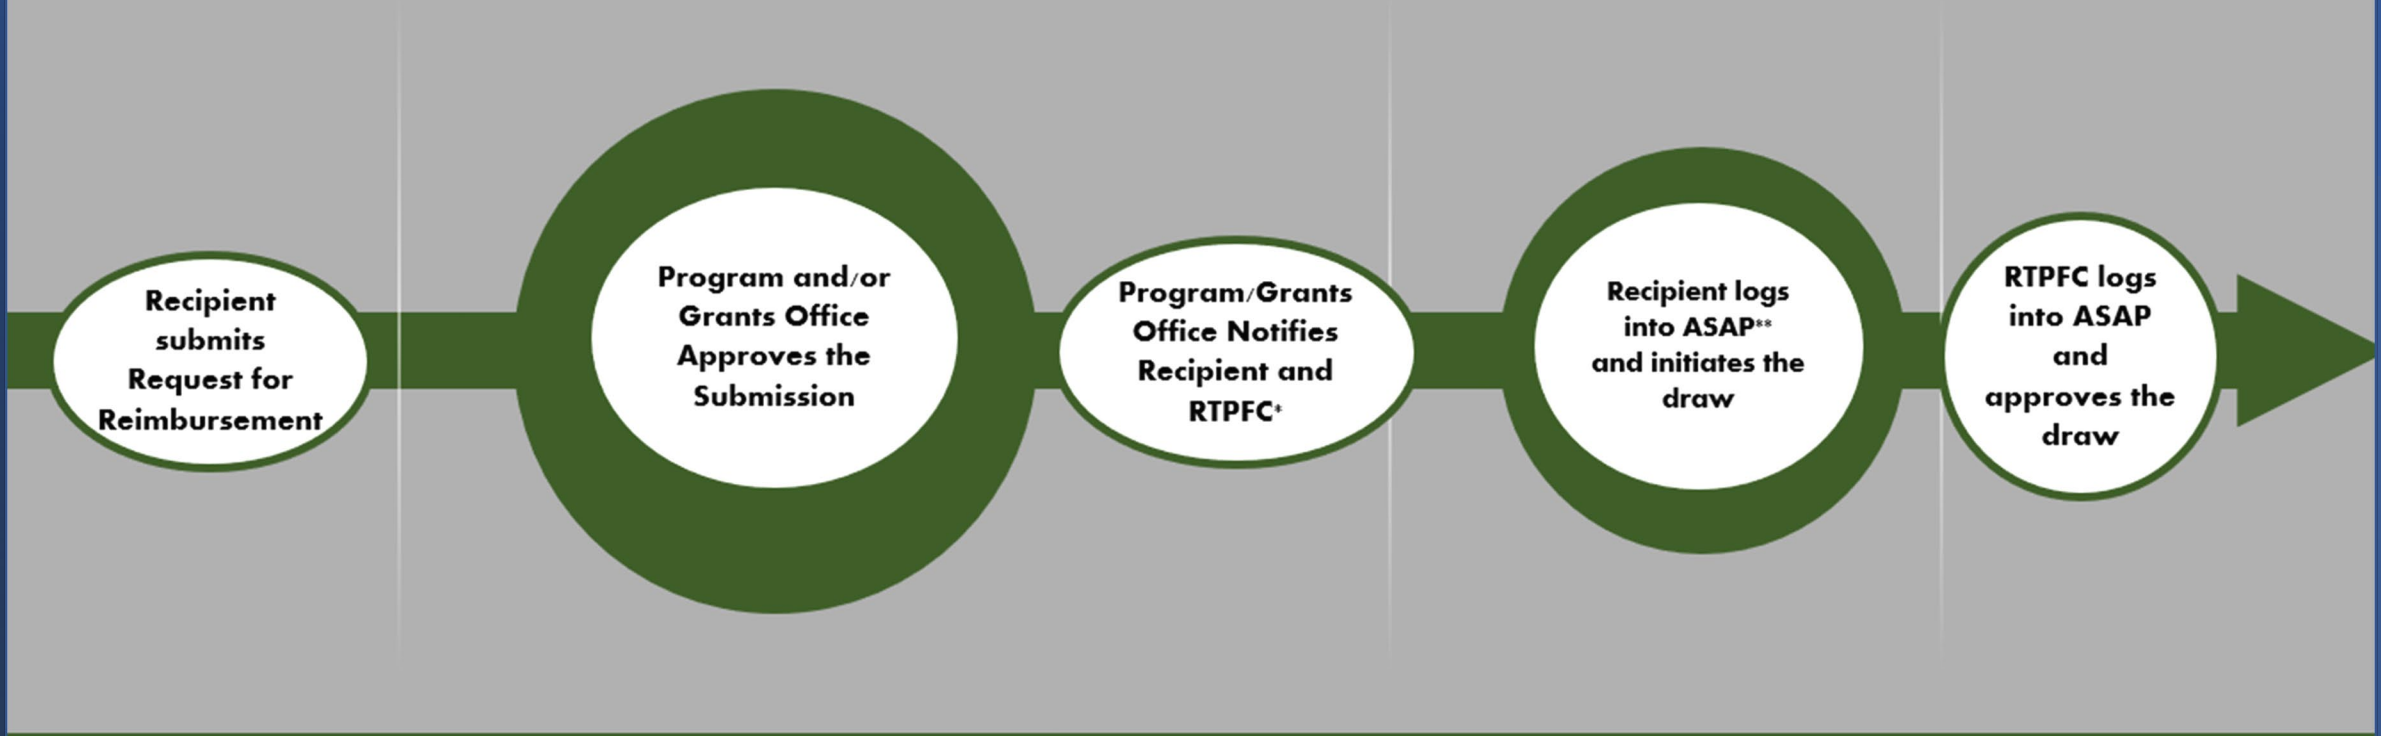 Recipient
submits
Request for
Reimbursement
Program and/or
Grants Office
Approves the
Submission
Program/Grants
Office Notifies
Recipient and
RTPFC*
Recipient logs
into ASAP**
and initiates the
draw
RTPFC logs
into ASAP
and
approves the
draw